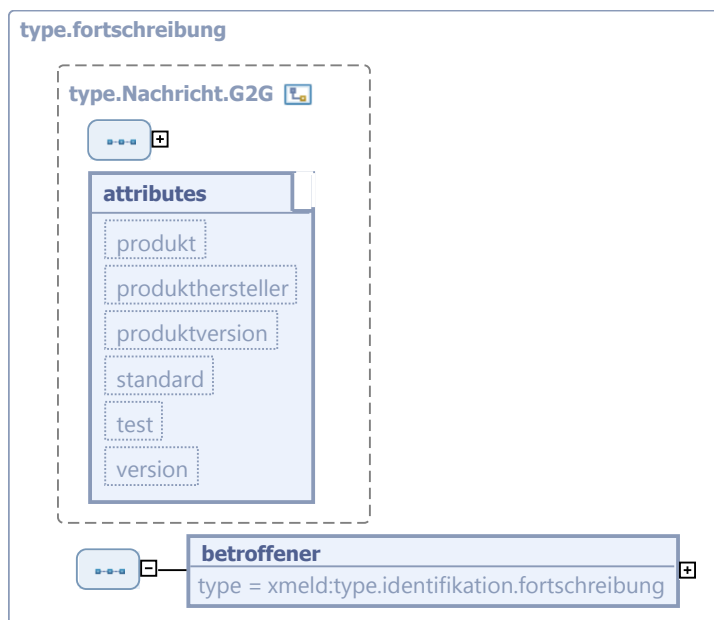 type.fortschreibung
type.Nachricht.G2G
attributes
produkt
produkthersteller
produktversion
standard
test
version
betroffener
type = xmeld:type.identifikation.fortschreibung